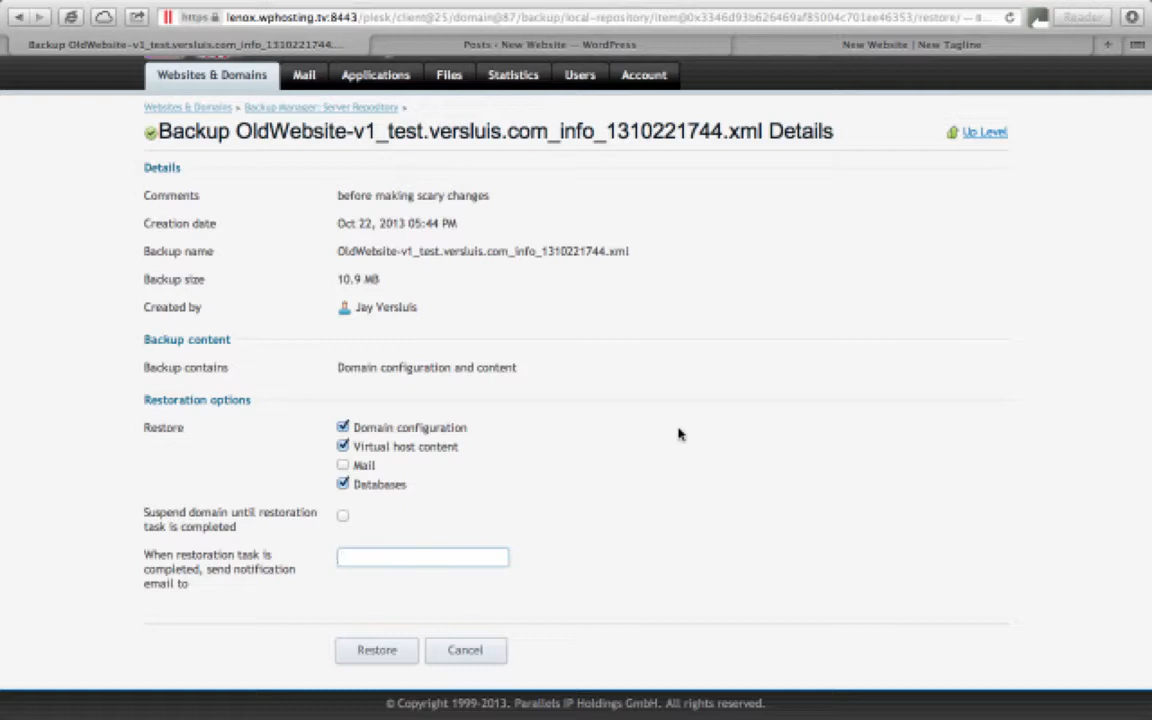 https lenox.wphosting.tv:8443/plesk/client@25/domain@87/backup/local-repository/item@0x3346d93b626469af85004c701ee46353/restore/ — Reader
Backup OldWebsite-v1_test.versluis.com_info_1310221744.... Posts ‹ New Website — WordPress New Website | New Tagline +
Websites & Domains Mail Applications Files Statistics Users Account
Websites & Domains > Backup Manager: Server Repository >
Backup OldWebsite-v1_test.versluis.com_info_1310221744.xml Details Up Level
Details
Comments before making scary changes
Creation date Oct 22, 2013 05:44 PM
Backup name OldWebsite-v1_test.versluis.com_info_1310221744.xml
Backup size 10.9 MB
Created by Jay Versluis
Backup content
Backup contains Domain configuration and content
Restoration options
Restore Domain configuration
Virtual host content
Mail
Databases
Suspend domain until restoration
task is completed
When restoration task is
completed, send notification
email to
Restore Cancel
© Copyright 1999-2013. Parallels IP Holdings GmbH. All rights reserved.